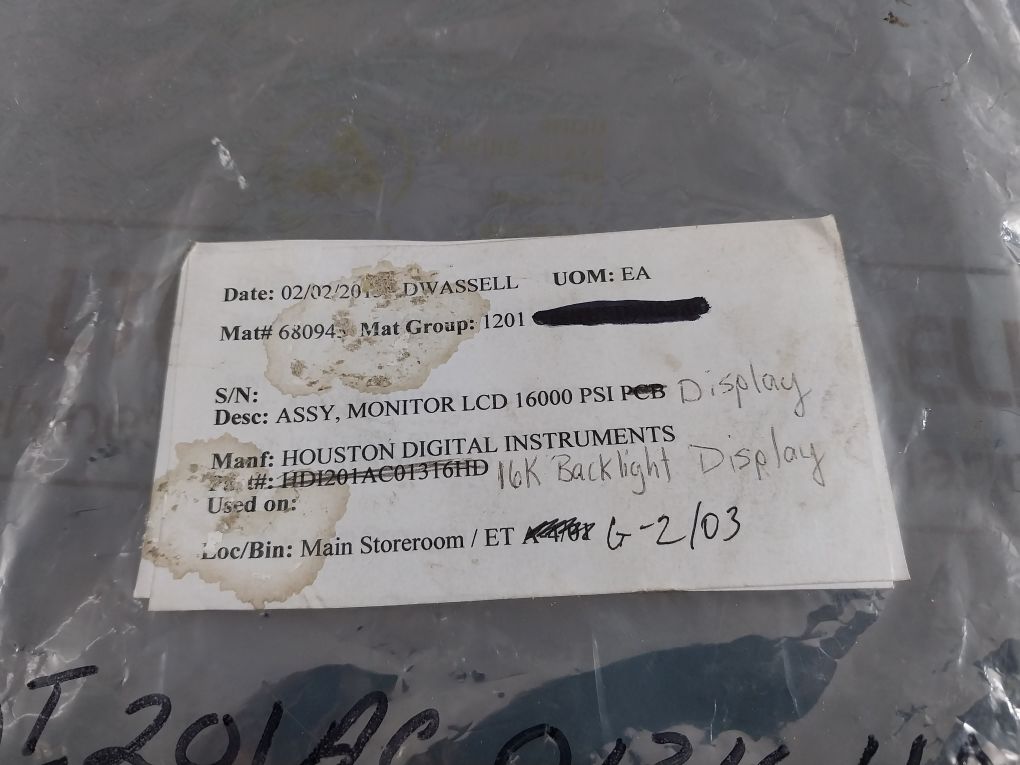 Date: 02/02/201 DWASSELL UOM: EA
Mat# 68094 Mat Group: 1201
S/N:
Desc: ASSY, MONITOR LCD 16000 PSI PCB Display
Manf: HOUSTON DIGITAL INSTRUMENTS
Part#: HDI201AC01316HD 16K Backlight Display
Used on:
Loc/Bin: Main Storeroom / ET G-2/03